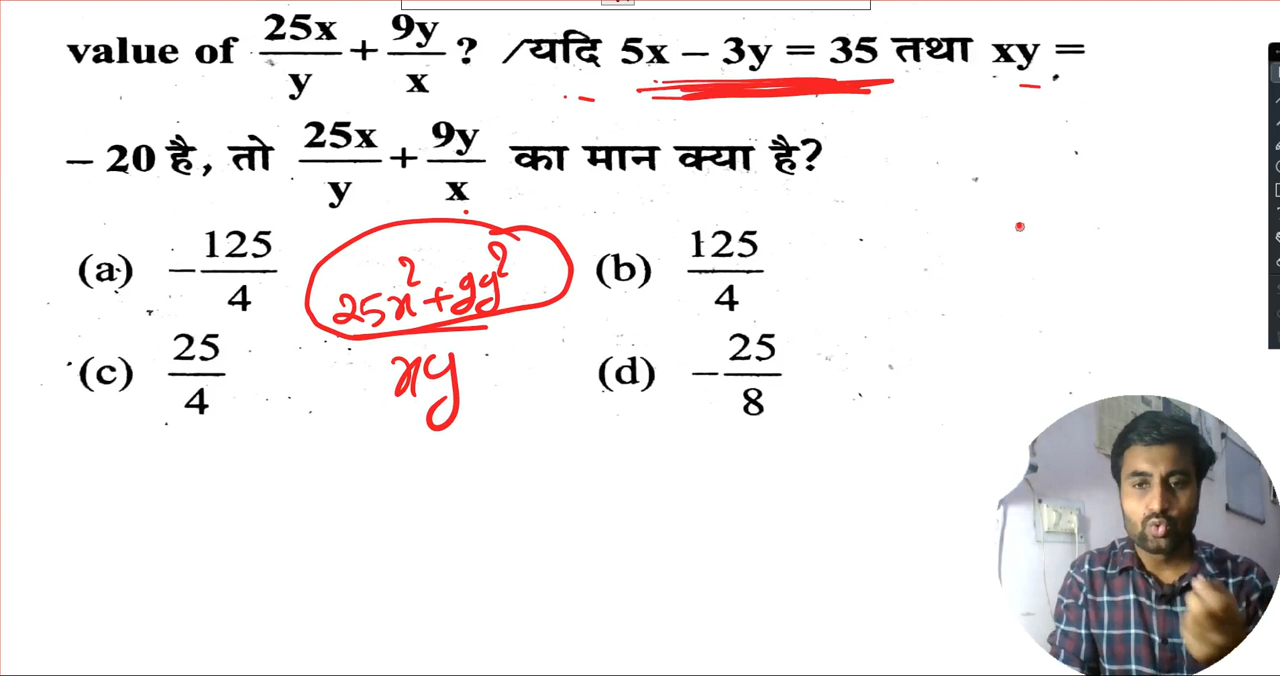 value of 25x/y + 9y/x ? /यदि 5x – 3y = 35 तथा xy =
– 20 है, तो 25x/y + 9y/x का मान क्या है?
(a) – 125/4 (b) 125/4
25x² + 9y² / xy
(c) 25/4 (d) – 25/8